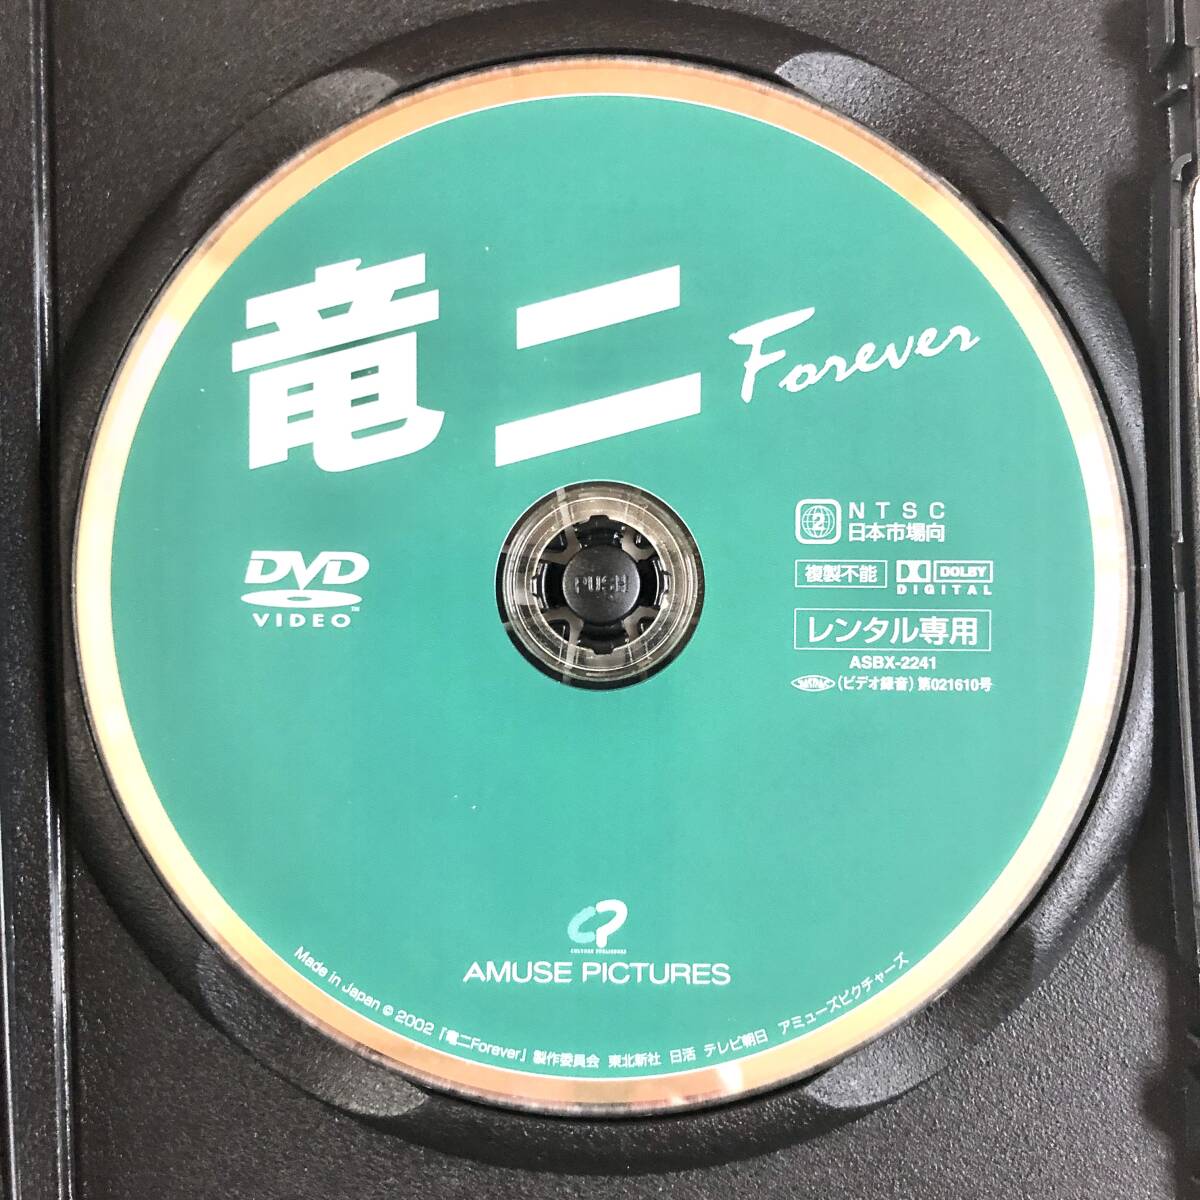 竜二 Forever
DVD
VIDEO
TM
PUSH
2
NTSC
日本市場向
複製不能
DOLBY
DIGITAL
レンタル専用
ASBX-2241
(ビデオ録音)第021610号
CULTURE PUBLISHERS
AMUSE PICTURES
Made in Japan © 2002 「竜二Forever」製作委員会 東北新社 日活 テレビ朝日 アミューズピクチャーズ